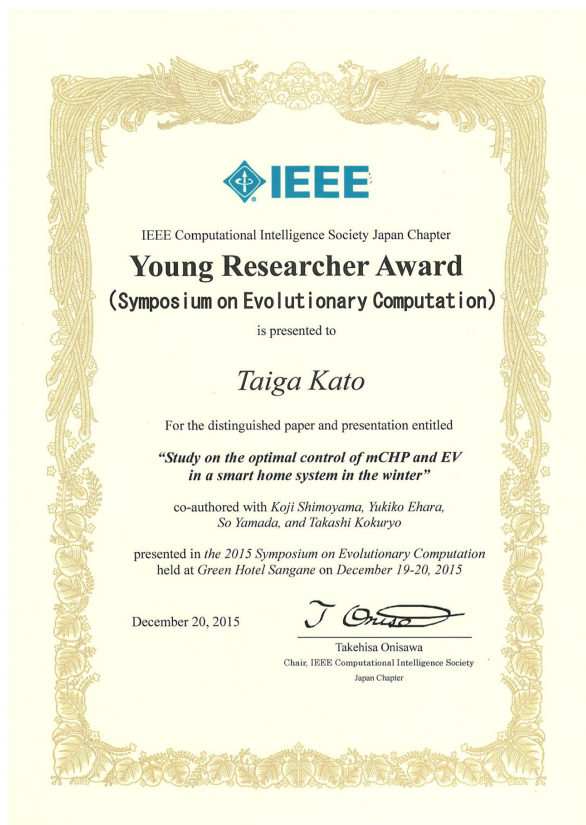 IEEE
IEEE Computational Intelligence Society Japan Chapter
Young Researcher Award
(Symposium on Evolutionary Computation)
is presented to
Taiga Kato
For the distinguished paper and presentation entitled
“Study on the optimal control of mCHP and EV
in a smart home system in the winter”
co-authored with Koji Shimoyama, Yukiko Ehara,
So Yamada, and Takashi Kokuryo
presented in the 2015 Symposium on Evolutionary Computation
held at Green Hotel Sangane on December 19-20, 2015
December 20, 2015
T Onisa
Takehisa Onisawa
Chair, IEEE Computational Intelligence Society
Japan Chapter